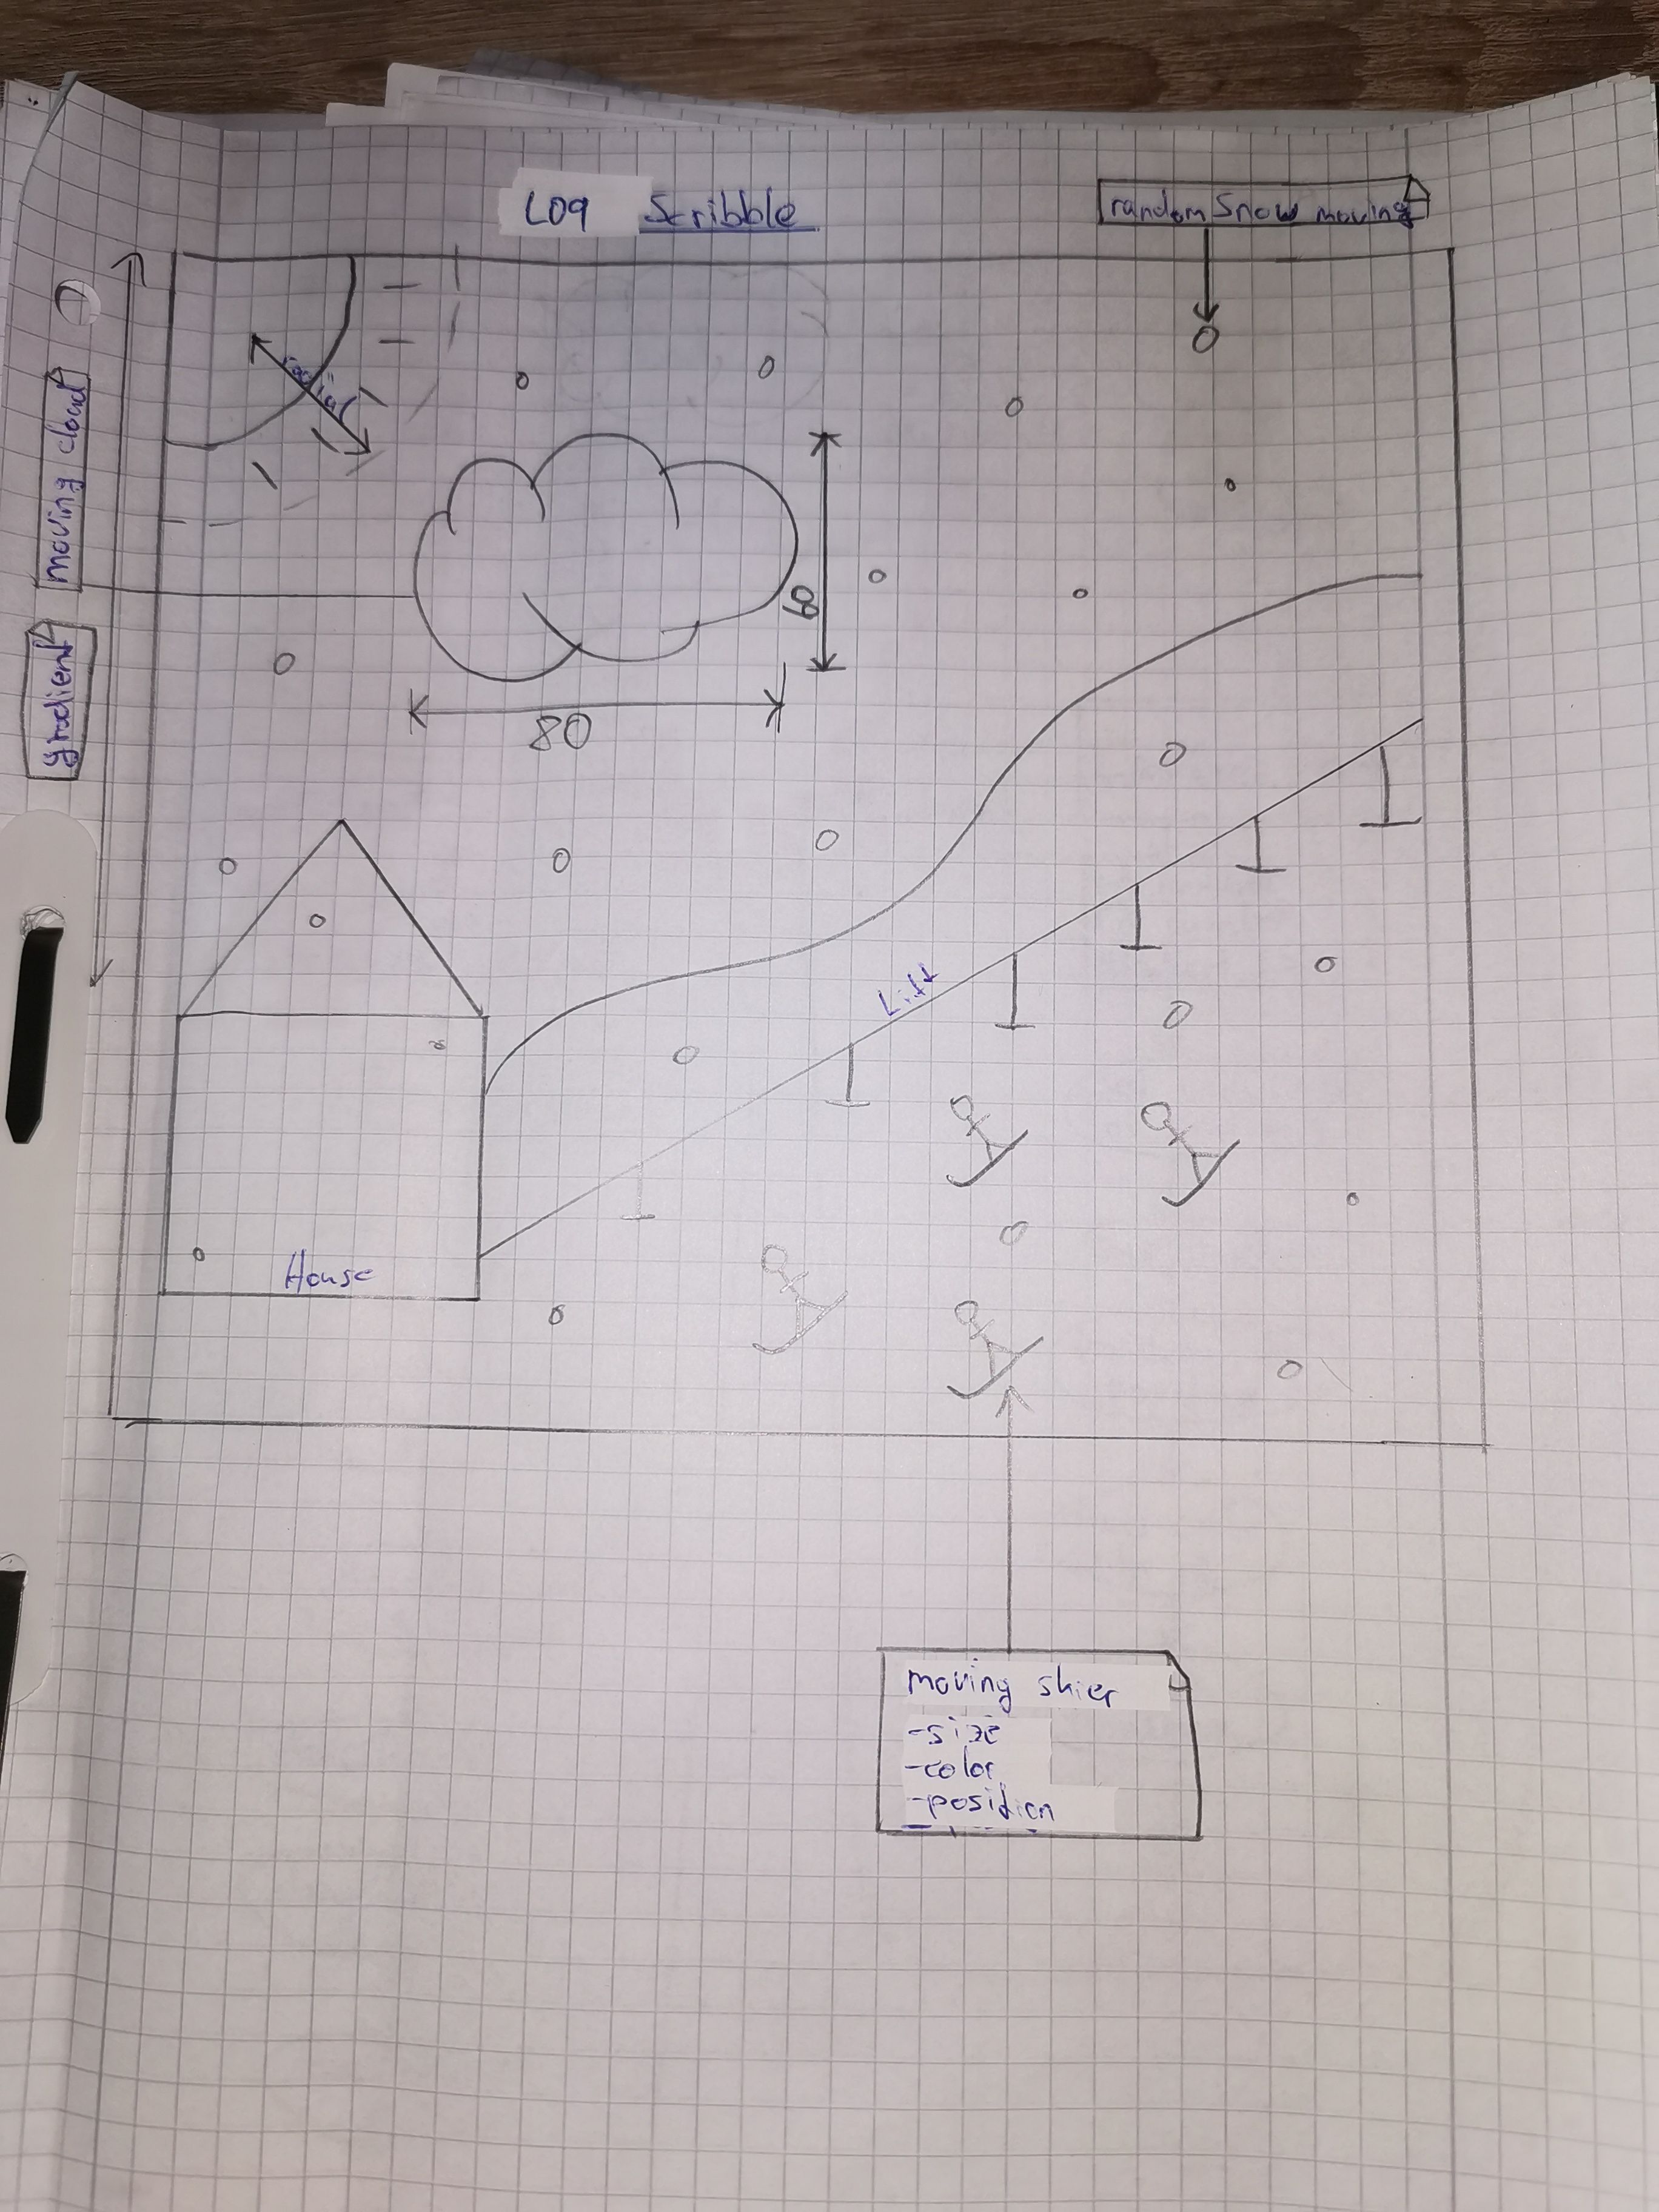 L09 Scribble
random Snow moving
radial
moving cloud
60
gradient
80
Lift
House
moving skier
-size
-color
-position